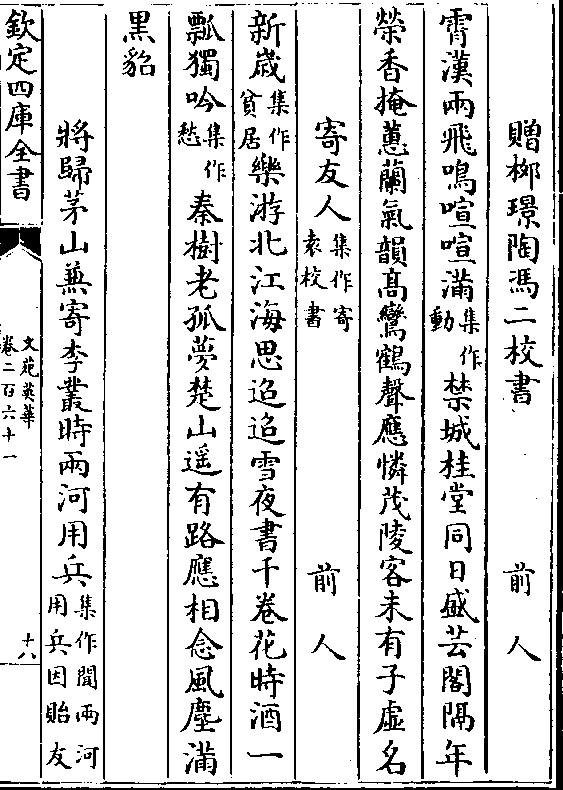 贈柳璟陶馮二校書　前人
霄漢兩飛鳴喧喧滿集作動禁城桂堂同日盛芸閣隔年
榮香掩蕙蘭氣韻髙鸞鶴聲應憐茂陵客未有子虛名
寄友人集作寄袁校書　前人
新歲集作貧居樂游北江海思迢迢雪夜書千卷花時酒一
瓢獨吟集作愁秦樹老孤夢楚山遥有路應相念風塵滿
黒貂
將歸茅山兼寄李叢時兩河用兵集作聞兩河用兵因貽友
欽定四庫全書
文苑英華
卷二百六十一
十八